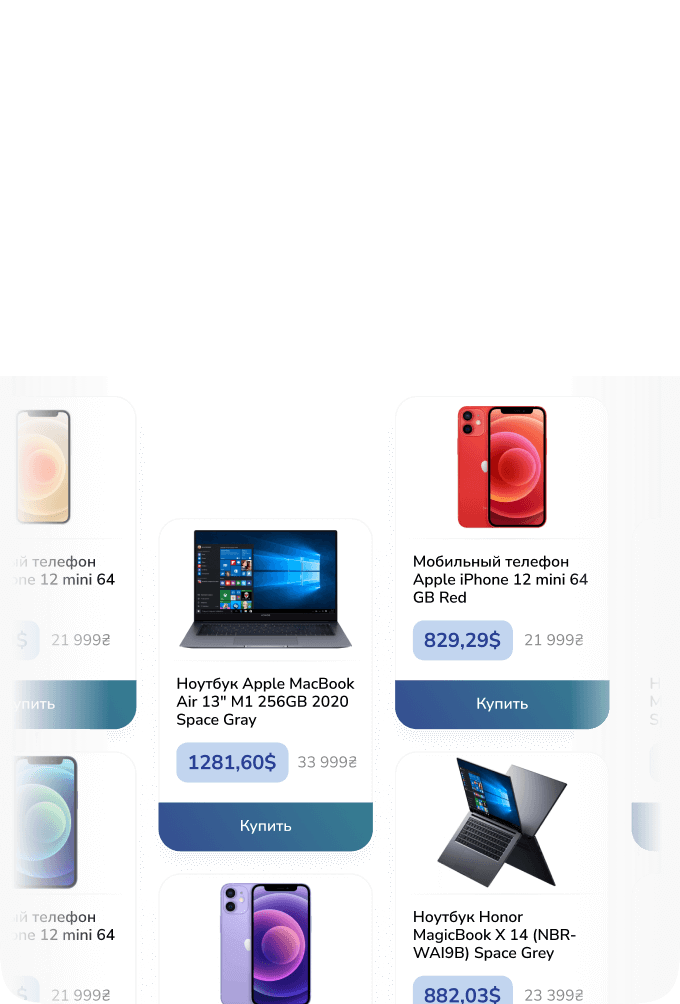 ый телефон
one 12 mini 64
$ 21 999₴
упить
ый телефон
one 12 mini 64
$ 21 999₴
Ноутбук Apple MacBook
Air 13" M1 256GB 2020
Space Gray
1281,60$ 33 999₴
Купить
Мобильный телефон
Apple iPhone 12 mini 64
GB Red
829,29$ 21 999₴
Купить
Ноутбук Honor
MagicBook X 14 (NBR-
WAI9B) Space Grey
882,03$ 23 399₴
Н
M
S